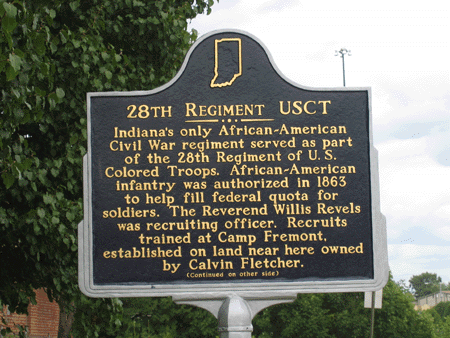 28TH REGIMENT USCT
Indiana's only African-American
Civil War regiment served as part
of the 28th Regiment of U. S.
Colored Troops. African-American
infantry was authorized in 1863
to help fill federal quota for
soldiers. The Reverend Willis Revels
was recruiting officer. Recruits
trained at Camp Fremont,
established on land near here owned
by Calvin Fletcher.
(Continued on other side)